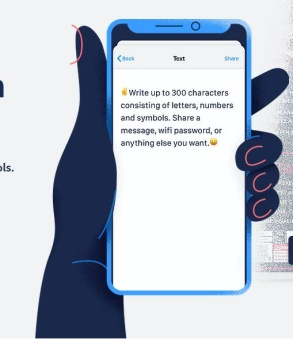 Back Text Share
✌Write up to 300 characters
consisting of letters, numbers
and symbols. Share a
message, wifi password, or
anything else you want.😀
ols.